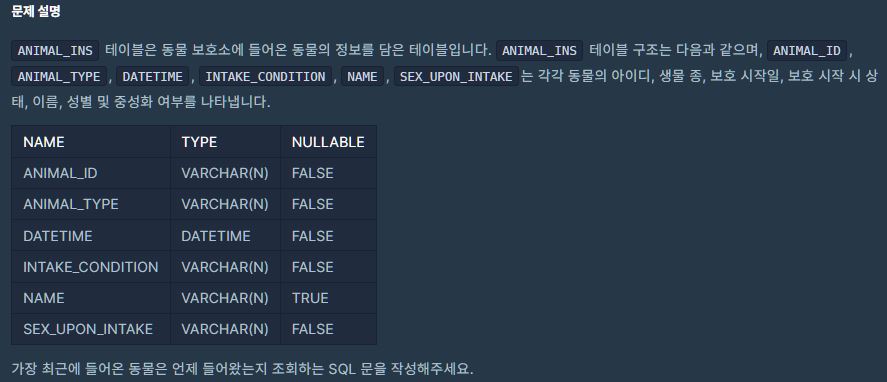 문제 설명
ANIMAL_INS 테이블은 동물 보호소에 들어온 동물의 정보를 담은 테이블입니다. ANIMAL_INS 테이블 구조는 다음과 같으며, ANIMAL_ID ,
ANIMAL_TYPE , DATETIME , INTAKE_CONDITION , NAME , SEX_UPON_INTAKE 는 각각 동물의 아이디, 생물 종, 보호 시작일, 보호 시작 시 상
태, 이름, 성별 및 중성화 여부를 나타냅니다.
NAME TYPE NULLABLE
ANIMAL_ID VARCHAR(N) FALSE
ANIMAL_TYPE VARCHAR(N) FALSE
DATETIME DATETIME FALSE
INTAKE_CONDITION VARCHAR(N) FALSE
NAME VARCHAR(N) TRUE
SEX_UPON_INTAKE VARCHAR(N) FALSE
가장 최근에 들어온 동물은 언제 들어왔는지 조회하는 SQL 문을 작성해주세요.